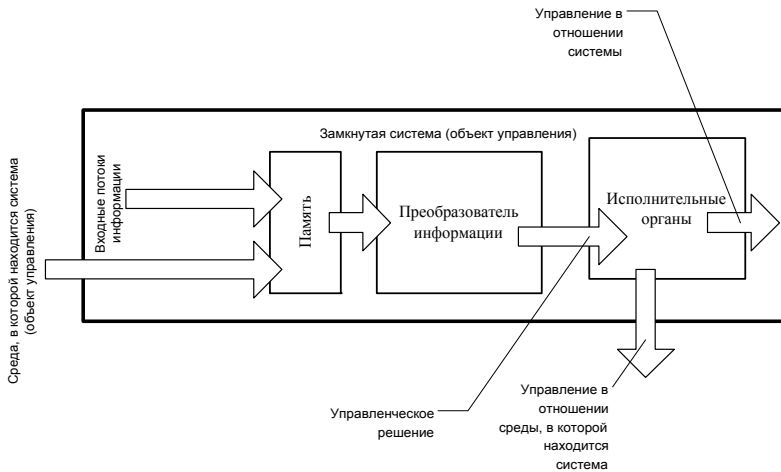 Управление в
отношении
системы
Замкнутая система (объект управления)
Среда, в которой находится система
(объект управления)
Входные потоки
информации
Память
Преобразователь
информации
Исполнительные
органы
Управленческое
решение
Управление в
отношении
среды, в которой
находится
система